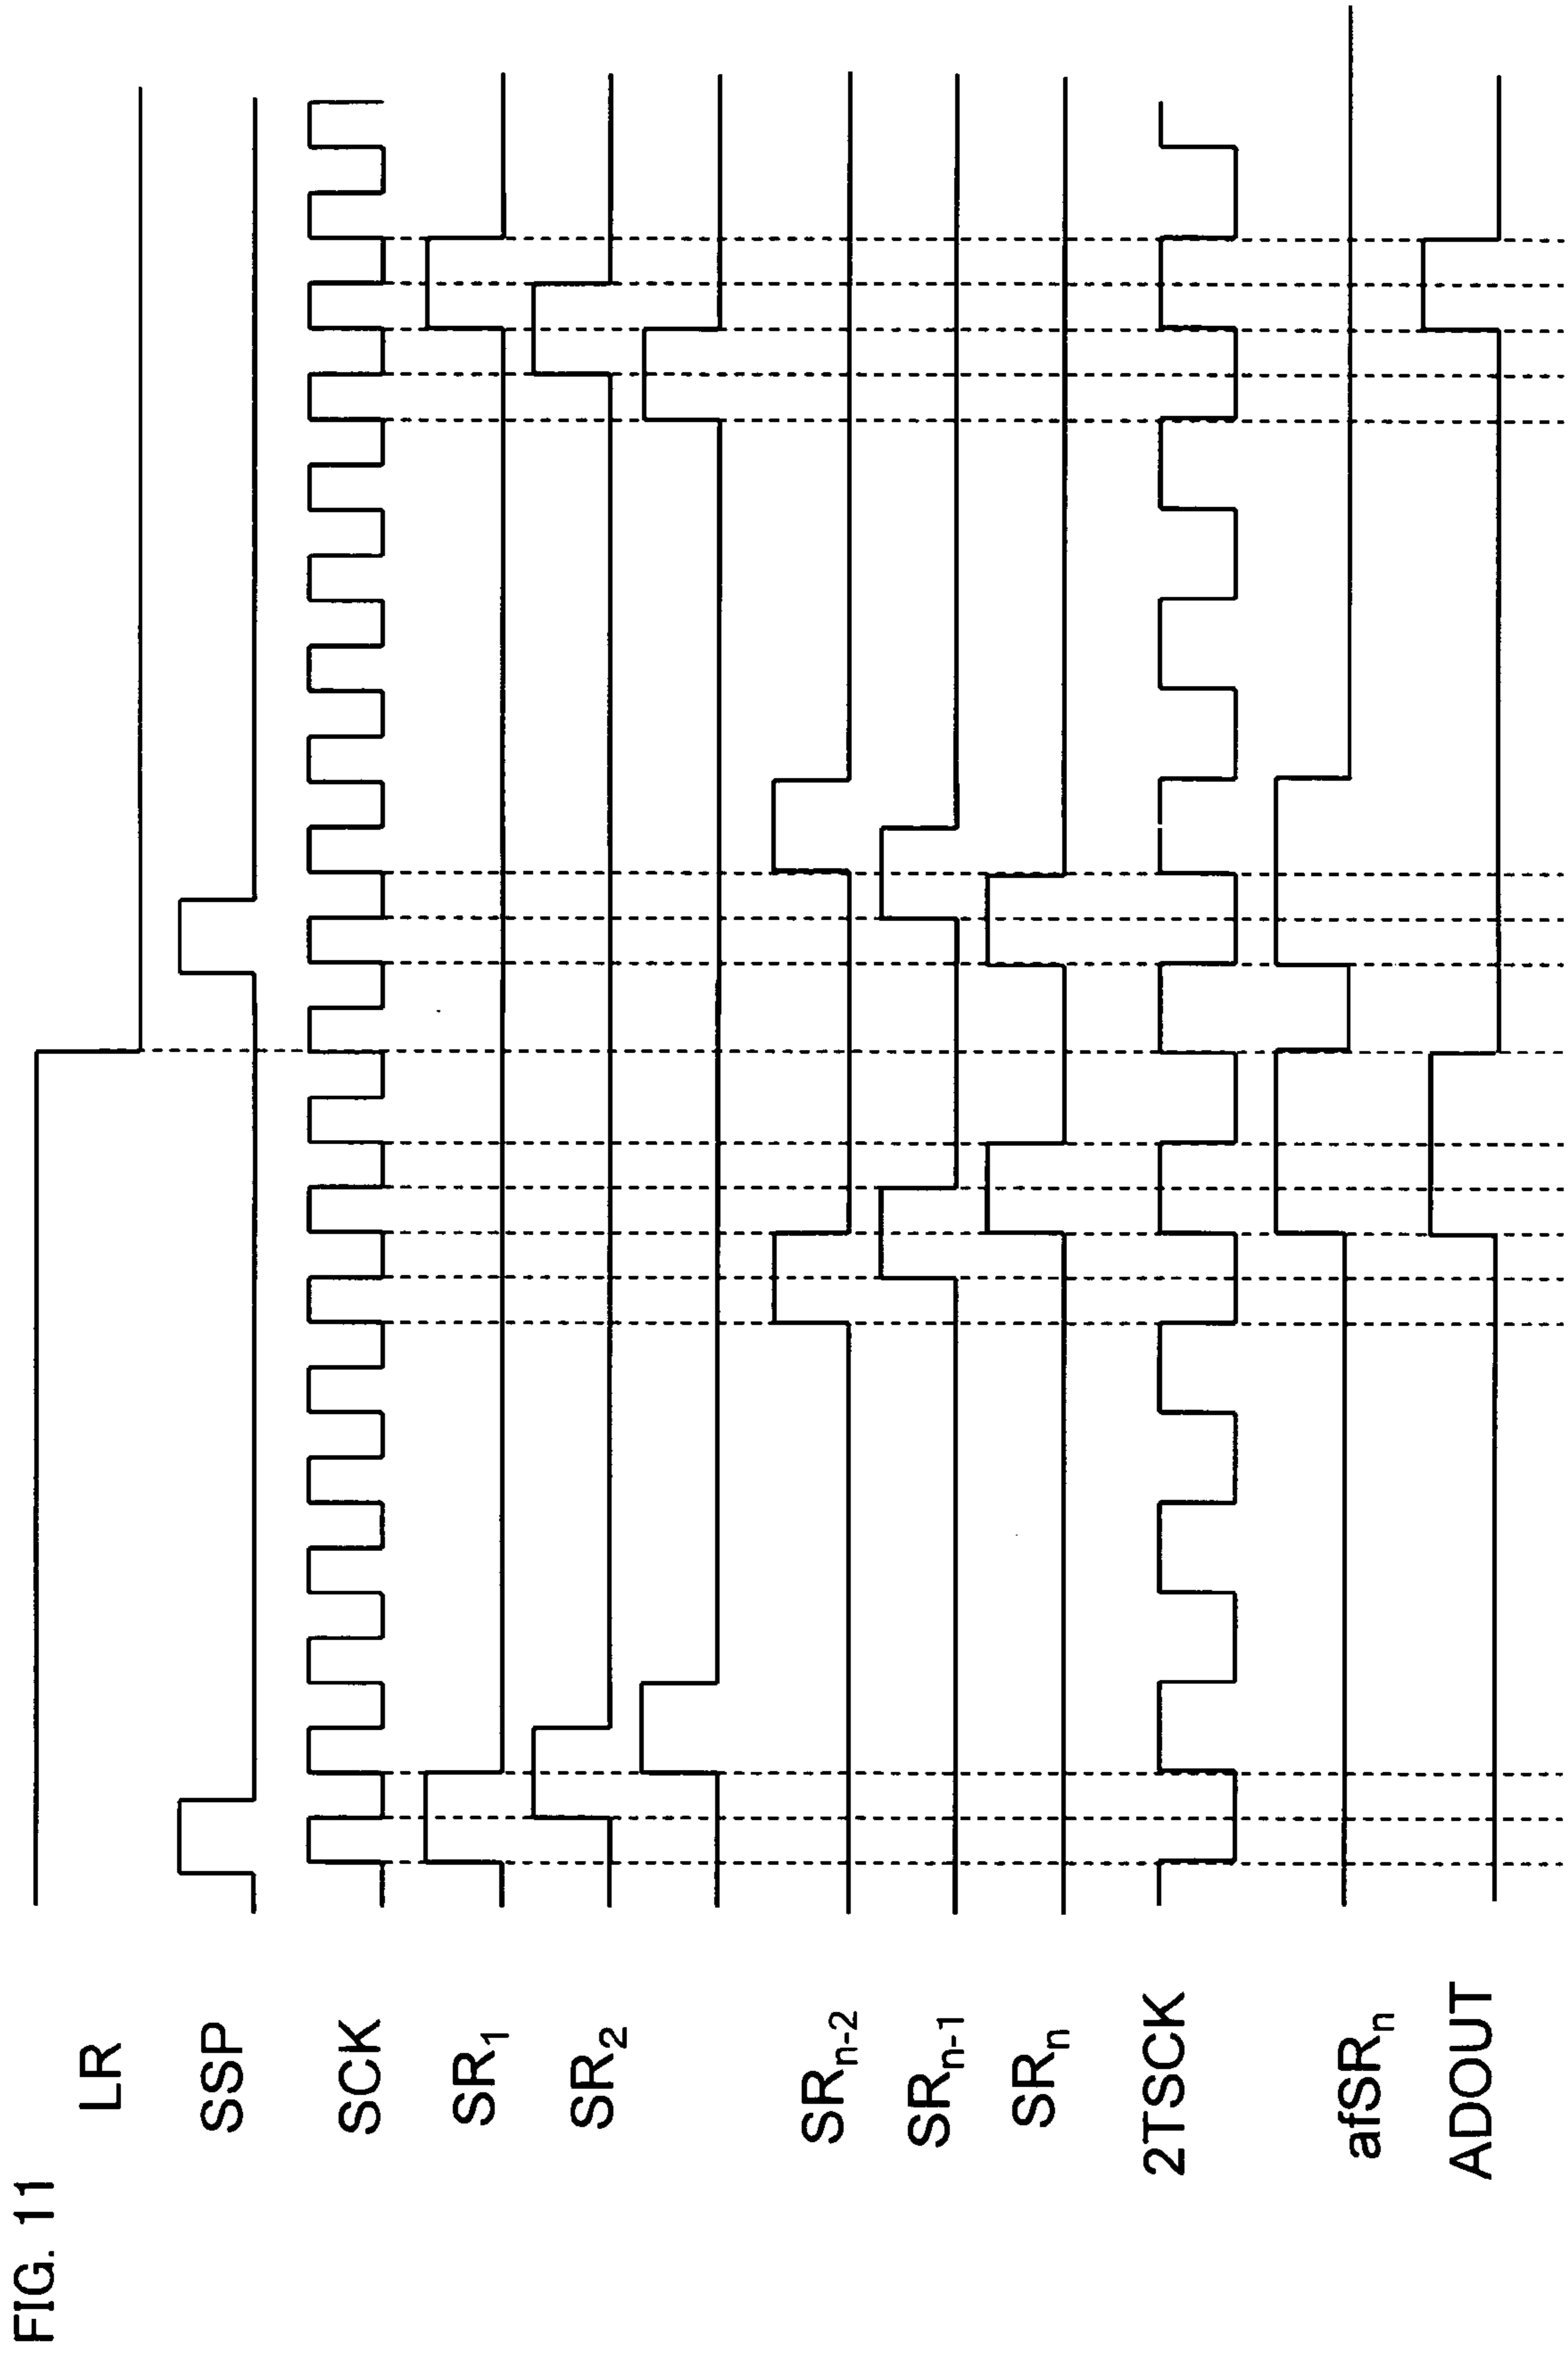 FIG. 11
LR
SSP
SCK
SR1
SR2
SRn-2
SRn-1
SRn
2TSCK
afSRn
ADOUT